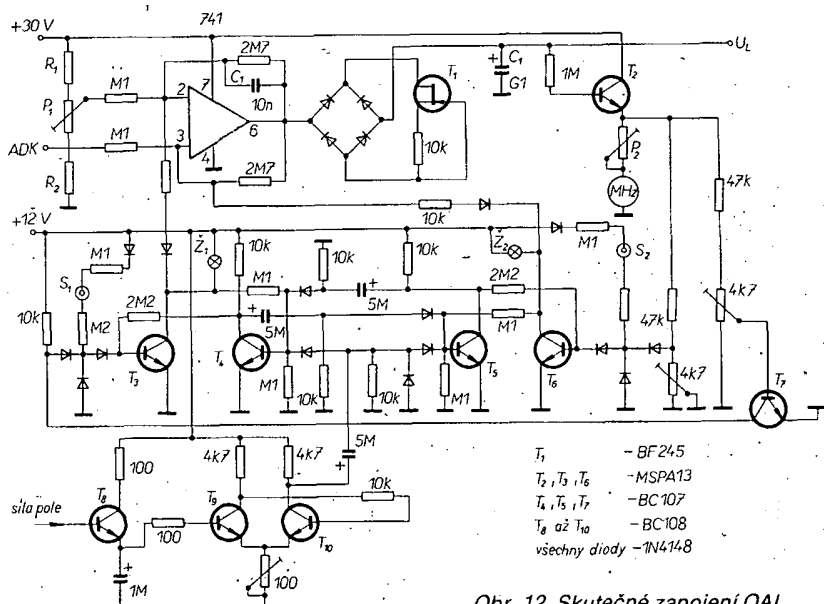 741
+30 V
2M7
U_L
R₁
C₁
10n
T₁
C₁
G1
1M
T₂
P₁
M1
2
7
6
3
4
10k
P₂
ADK
M1
R₂
2M7
MHz
47k
+12 V
10k
Ž₁
10k
10k
10k
Ž₂
M1
S₂
M1
S₁
M1
5M
2M2
4k7
10k
M2
2M2
5M
M1
47k
T₃
T₄
M1
10k
10k
M1
T₅
T₆
4k7
T₇
5M
100
4k7
4k7
síla pole
T₈
T₉
10k
100
T₁₀
1M
100
T₁ - BF245
T₂, T₃, T₆ - MSPA13
T₄, T₅, T₇ - BC107
T₈ až T₁₀ - BC108
všechny diody - 1N4148
Obr. 12. Skutečné zapojení OAL